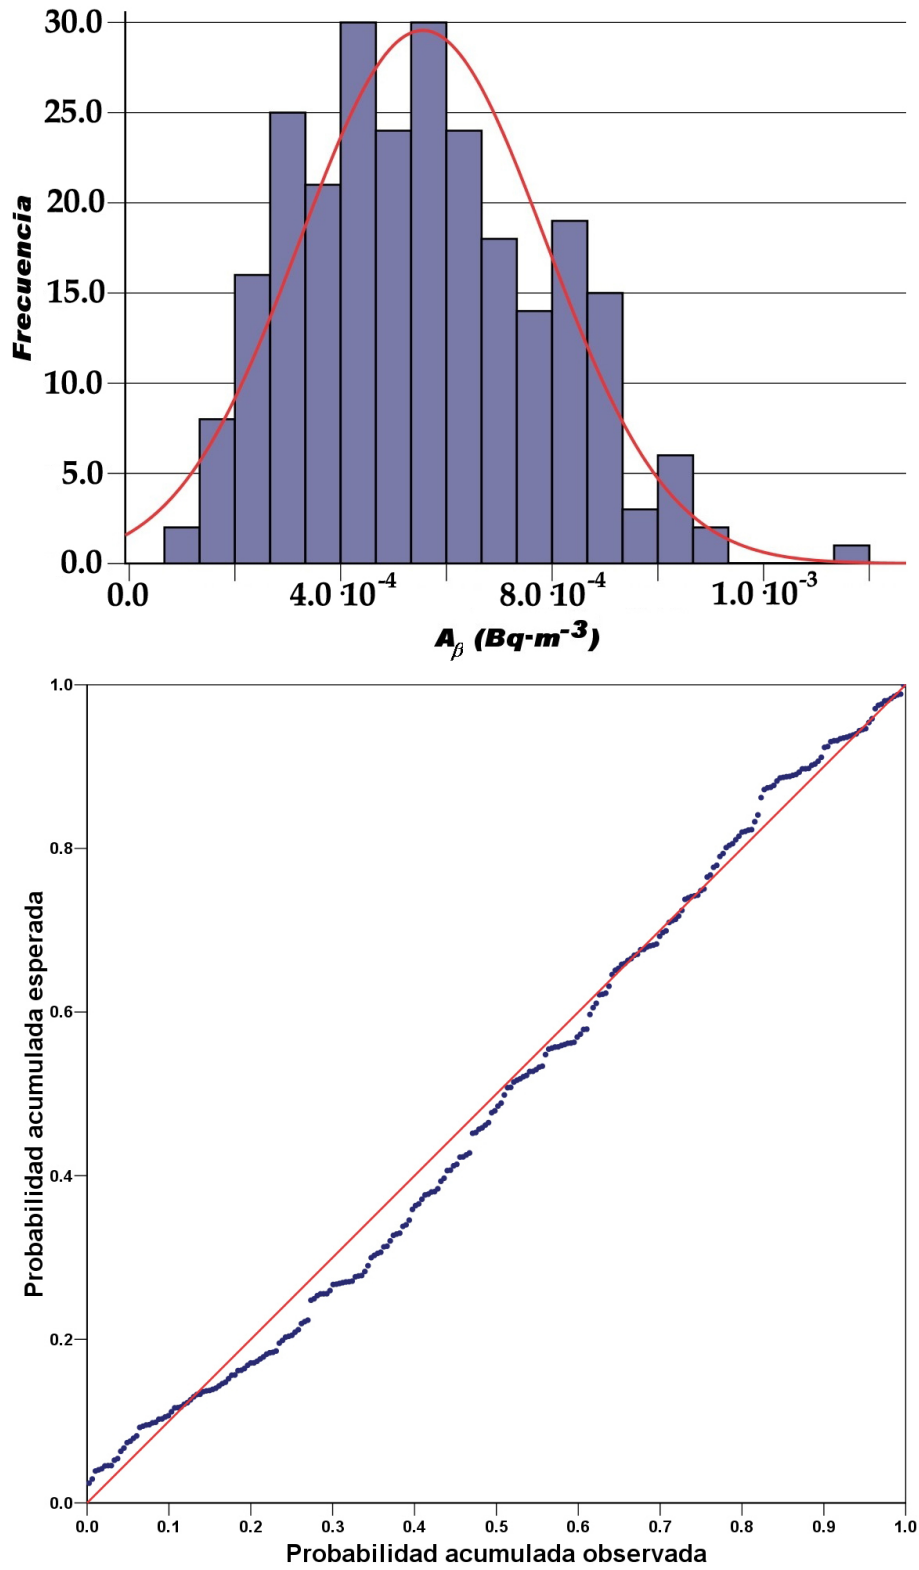 30.0
25.0
20.0
15.0
10.0
5.0
0.0
Frecuencia
0.0 4.0·10⁻⁴ 8.0·10⁻⁴ 1.0·10⁻³
Aᵦ (Bq·m⁻³)
1.0
0.8
0.6
0.4
0.2
0.0
Probabilidad acumulada esperada
0.0 0.1 0.2 0.3 0.4 0.5 0.6 0.7 0.8 0.9 1.0
Probabilidad acumulada observada